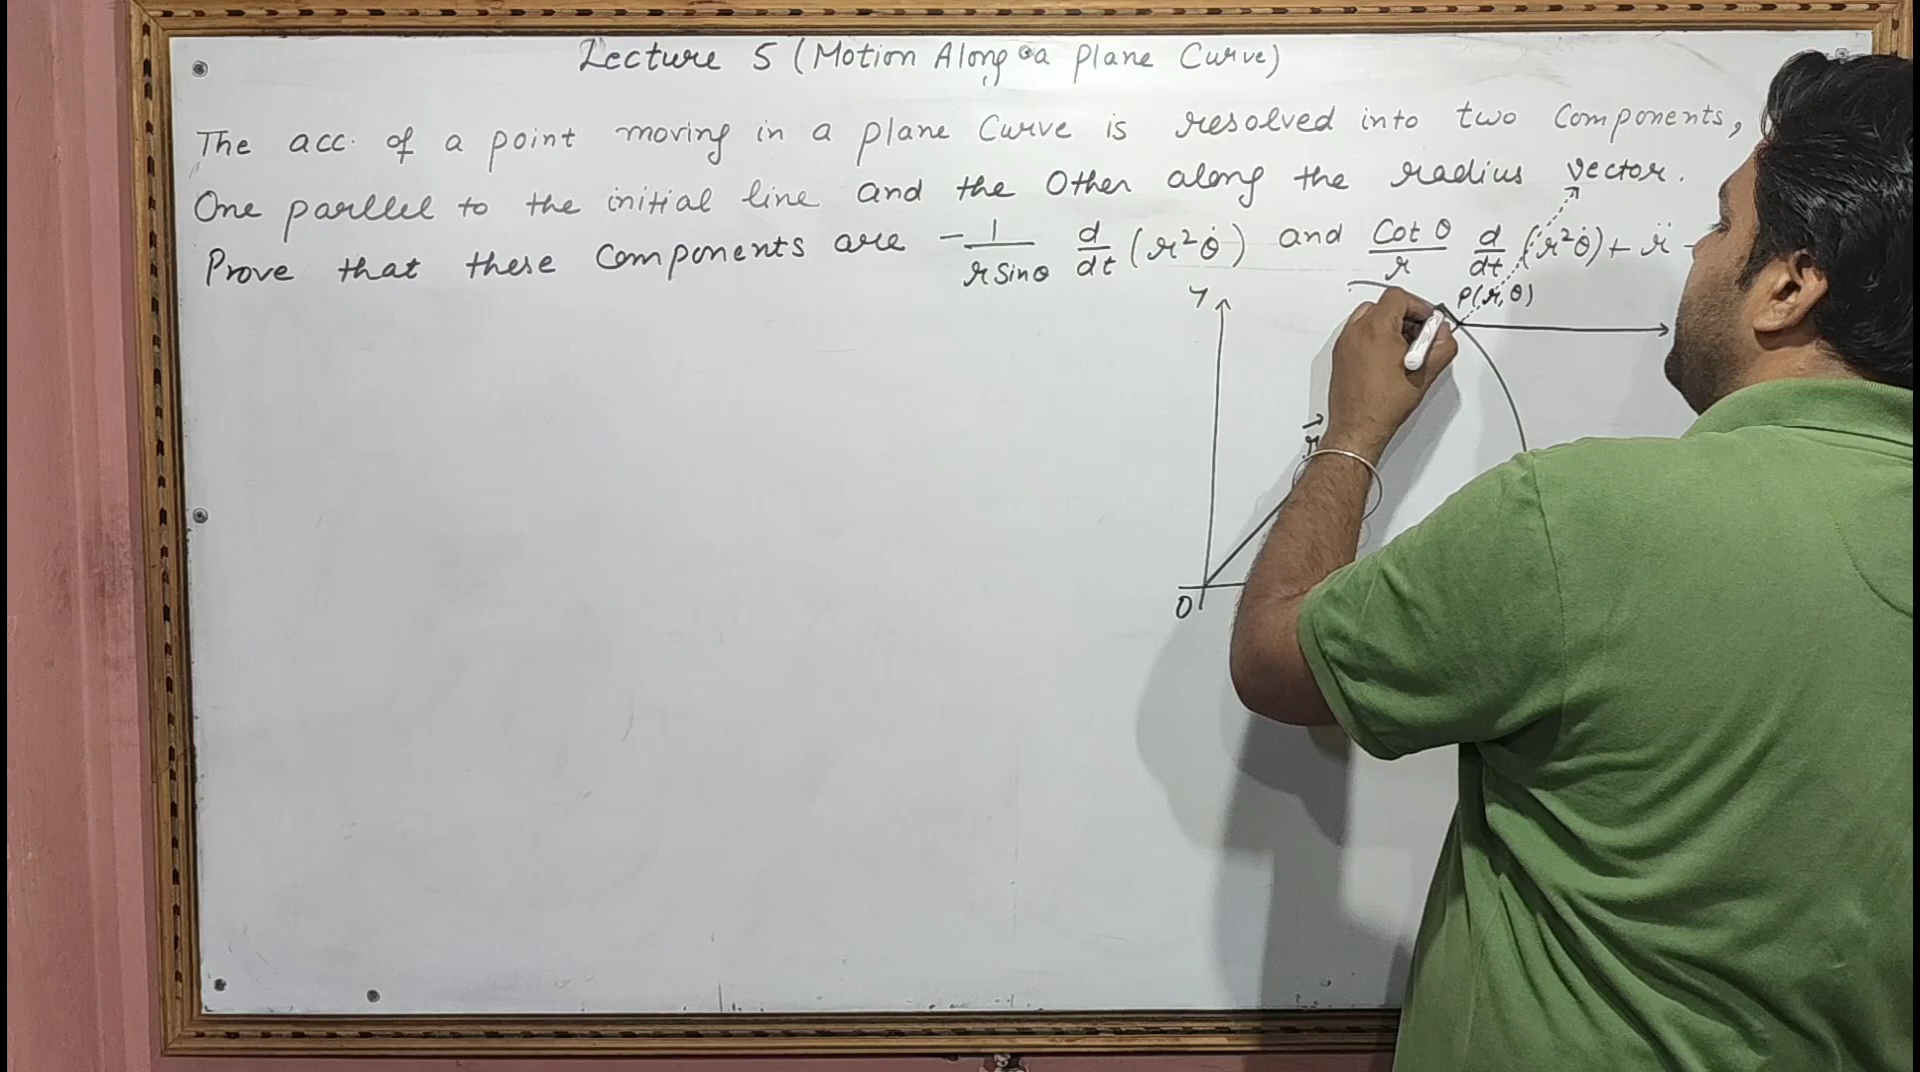 Lecture 5 (Motion Along a plane Curve)
The acc. of a point moving in a plane Curve is resolved into two components,
One parllel to the initial line and the Other along the radius vector.
Prove that these Components are -1/(r Sinθ) d/dt (r²θ̇) and Cot θ/r d/dt (r²θ̇) + r̈ -
Y
P(r, θ)
r⃗
O